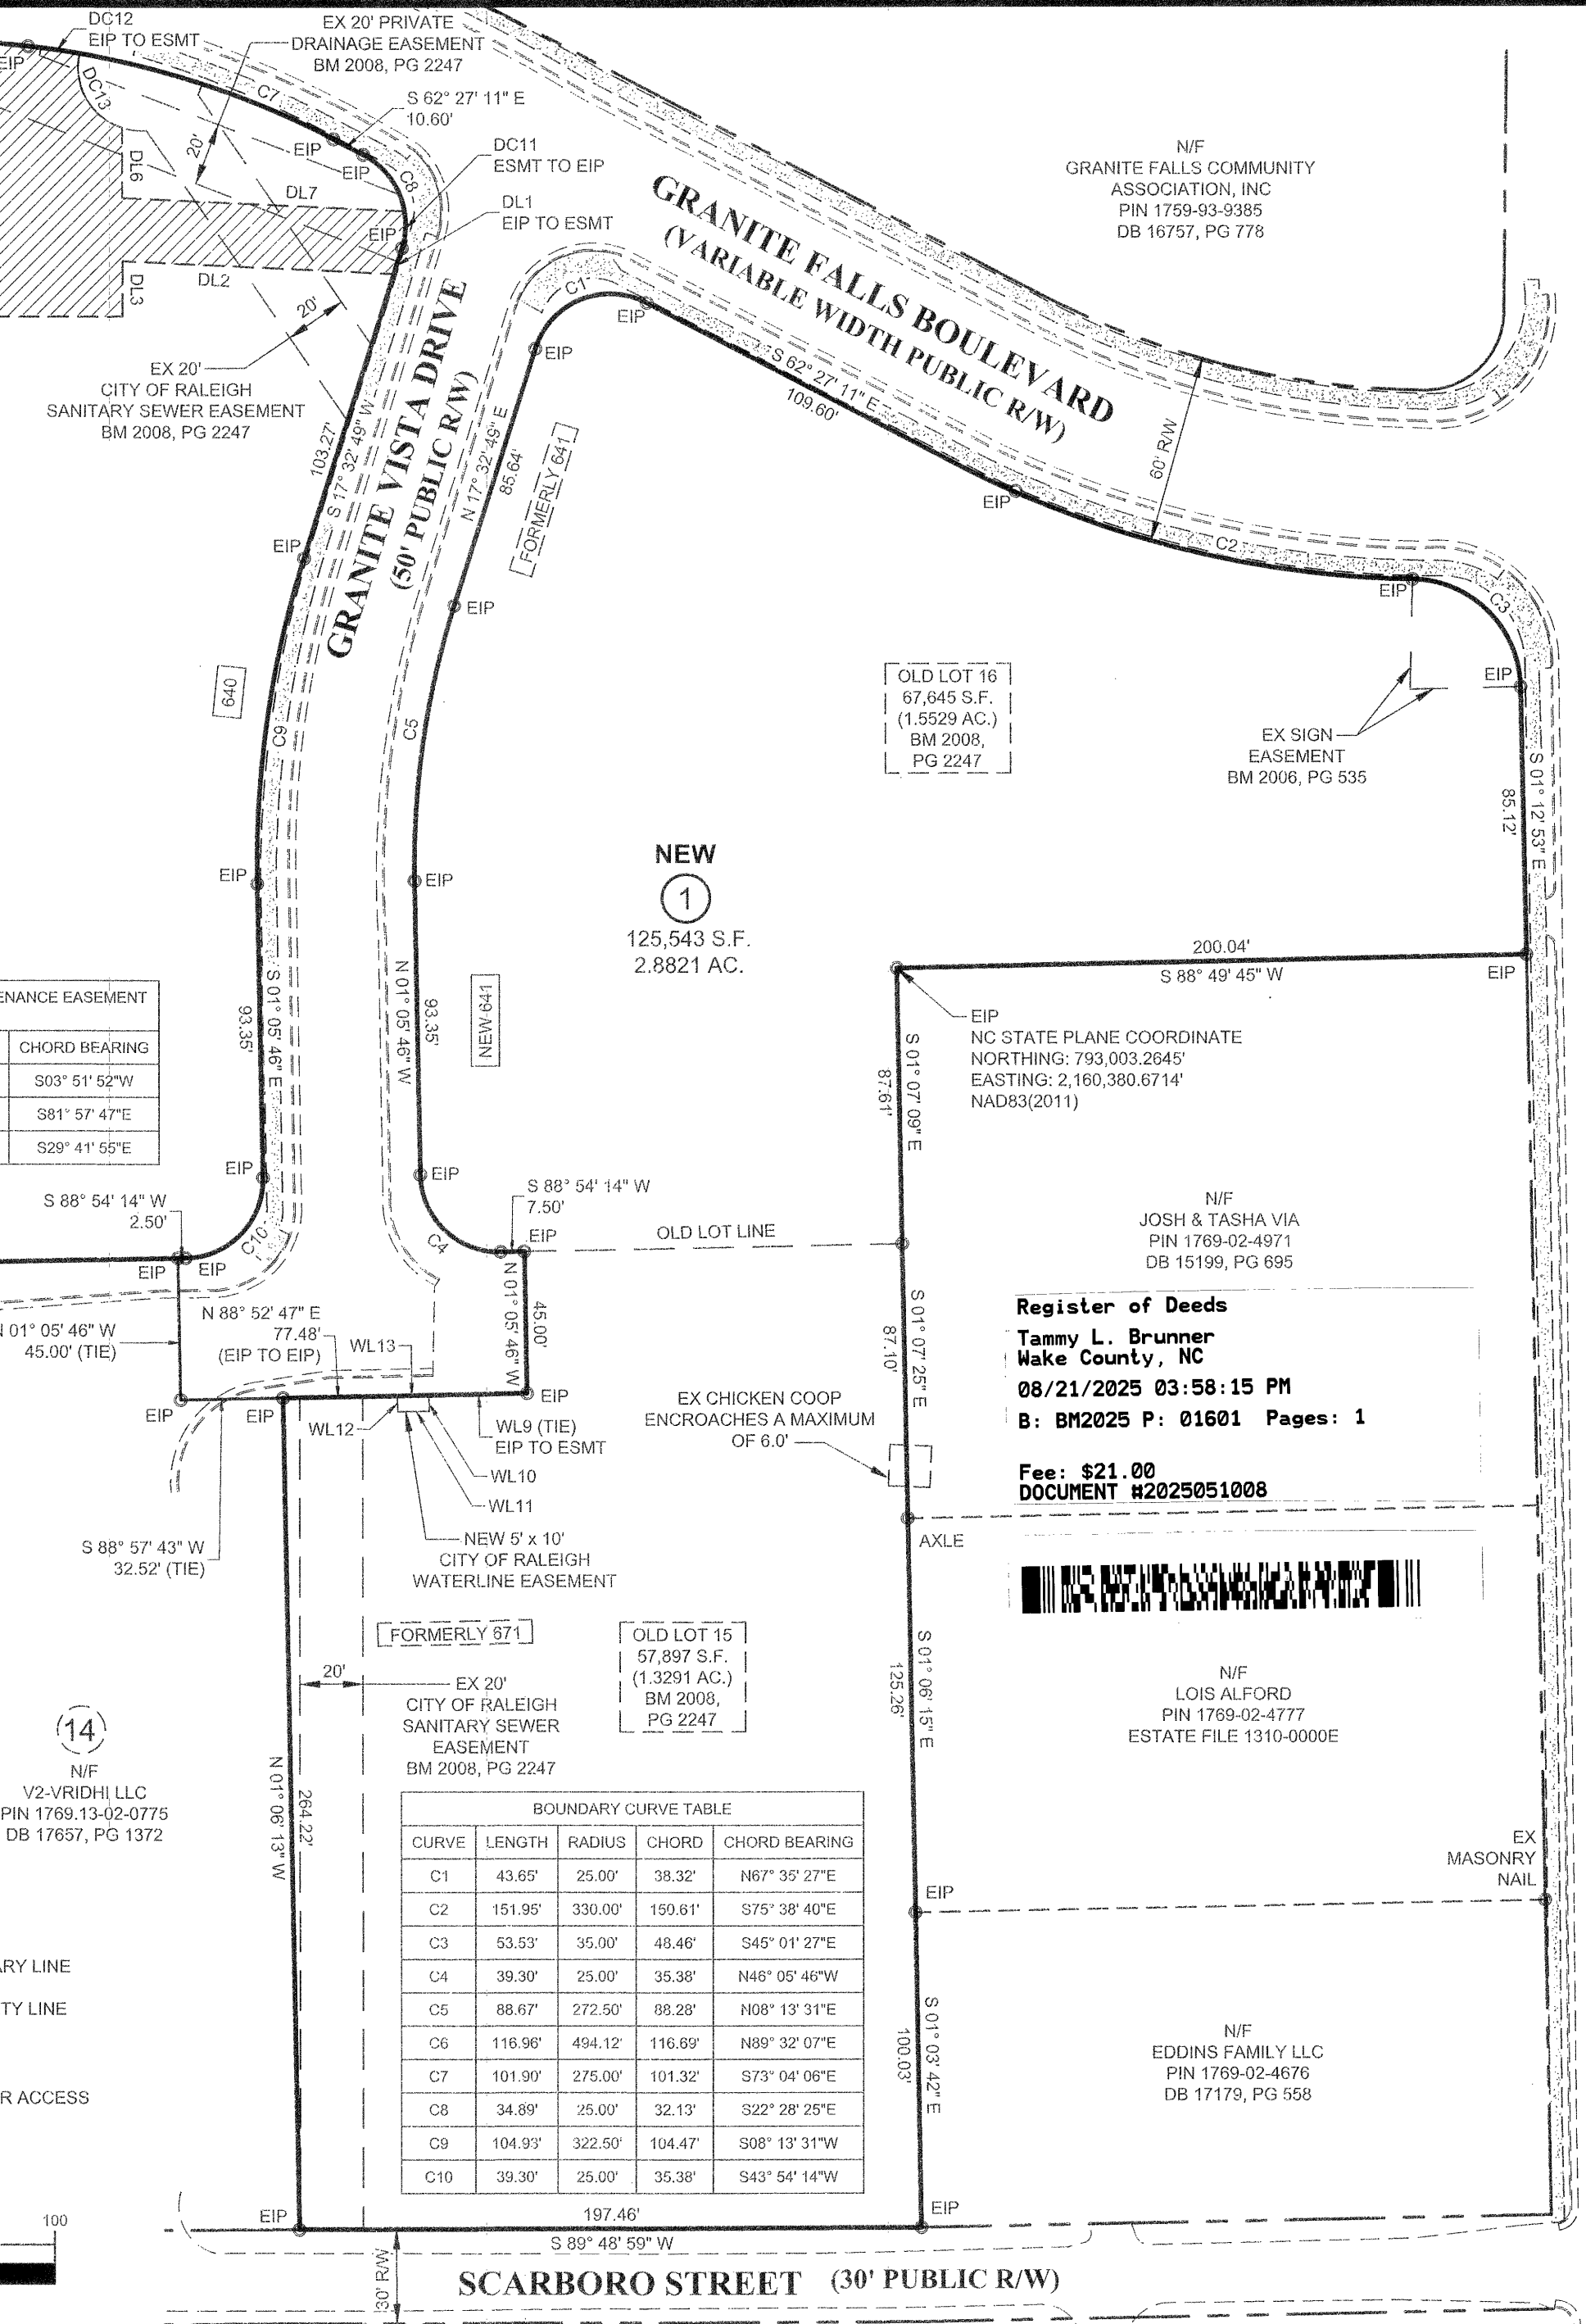 DC12
EIP TO ESMT
EIP
EX 20' PRIVATE
DRAINAGE EASEMENT
BM 2008, PG 2247
DC13
C7
S 62° 27' 11" E
10.60'
20'
EIP
EIP
C8
DC11
ESMT TO EIP
DL6
DL7
DL1
EIP TO ESMT
EIP
DL3
DL2
20'
EX 20'
CITY OF RALEIGH
SANITARY SEWER EASEMENT
BM 2008, PG 2247
GRANITE FALLS BOULEVARD
(VARIABLE WIDTH PUBLIC R/W)
N/F
GRANITE FALLS COMMUNITY
ASSOCIATION, INC
PIN 1759-93-9385
DB 16757, PG 778
C1
EIP
EIP
S 62° 27' 11" E
109.60'
60' R/W
103.27'
S 17° 32' 49" W
GRANITE VISTA DRIVE
(50' PUBLIC R/W)
N 17° 32' 49" E
85.64'
FORMERLY 641
EIP
EIP
EIP
C2
EIP
C3
EIP
640
C9
C5
OLD LOT 16
67,645 S.F.
(1.5529 AC.)
BM 2008,
PG 2247
EX SIGN
EASEMENT
BM 2006, PG 535
S 01° 12' 53" E
85.12'
EIP
EIP
NEW
1
125,543 S.F.
2.8821 AC.
200.04'
S 88° 49' 45" W
EIP
93.35'
S 01° 05' 46" E
N 01° 05' 46" W
93.35'
NEW 641
EIP
NC STATE PLANE COORDINATE
NORTHING: 793,003.2645'
EASTING: 2,160,380.6714'
NAD83(2011)
S 01° 07' 09" E
87.61'
ENANCE EASEMENT
CHORD BEARING
S03° 51' 52"W
S81° 57' 47"E
S29° 41' 55"E
EIP
EIP
S 88° 54' 14" W
2.50'
C10
EIP
EIP
C4
S 88° 54' 14" W
7.50'
EIP
OLD LOT LINE
N/F
JOSH & TASHA VIA
PIN 1769-02-4971
DB 15199, PG 695
Register of Deeds
Tammy L. Brunner
Wake County, NC
08/21/2025 03:58:15 PM
B: BM2025 P: 01601 Pages: 1
Fee: $21.00
DOCUMENT #2025051008
N 01° 05' 46" W
45.00' (TIE)
N 88° 52' 47" E
77.48'
(EIP TO EIP)
WL13
N 01° 05' 46" W
45.00'
S 01° 07' 25" E
87.10'
EIP
EIP
EIP
WL12
WL9 (TIE)
EIP TO ESMT
WL10
WL11
EX CHICKEN COOP
ENCROACHES A MAXIMUM
OF 6.0'
S 88° 57' 43" W
32.52' (TIE)
NEW 5' x 10'
CITY OF RALEIGH
WATERLINE EASEMENT
AXLE
FORMERLY 671
OLD LOT 15
57,897 S.F.
(1.3291 AC.)
BM 2008,
PG 2247
20'
EX 20'
CITY OF RALEIGH
SANITARY SEWER
EASEMENT
BM 2008, PG 2247
S 01° 06' 15" E
125.26'
N/F
LOIS ALFORD
PIN 1769-02-4777
ESTATE FILE 1310-0000E
14
N/F
V2-VRIDHI LLC
PIN 1769.13-02-0775
DB 17657, PG 1372
N 01° 06' 13" W
264.22'
BOUNDARY CURVE TABLE
CURVE LENGTH RADIUS CHORD CHORD BEARING
C1 43.65' 25.00' 38.32' N67° 35' 27"E
C2 151.95' 330.00' 150.61' S75° 38' 40"E
C3 53.53' 35.00' 48.46' S45° 01' 27"E
C4 39.30' 25.00' 35.38' N46° 05' 46"W
C5 88.67' 272.50' 88.28' N08° 13' 31"E
C6 116.96' 494.12' 116.69' N89° 32' 07"E
C7 101.90' 275.00' 101.32' S73° 04' 06"E
C8 34.89' 25.00' 32.13' S22° 28' 25"E
C9 104.93' 322.50' 104.47' S08° 13' 31"W
C10 39.30' 25.00' 35.38' S43° 54' 14"W
EX
MASONRY
NAIL
EIP
ARY LINE
TY LINE
R ACCESS
S 01° 03' 42" E
100.03'
N/F
EDDINS FAMILY LLC
PIN 1769-02-4676
DB 17179, PG 558
EIP
EIP
100
197.46'
S 89° 48' 59" W
30' R/W
SCARBORO STREET (30' PUBLIC R/W)